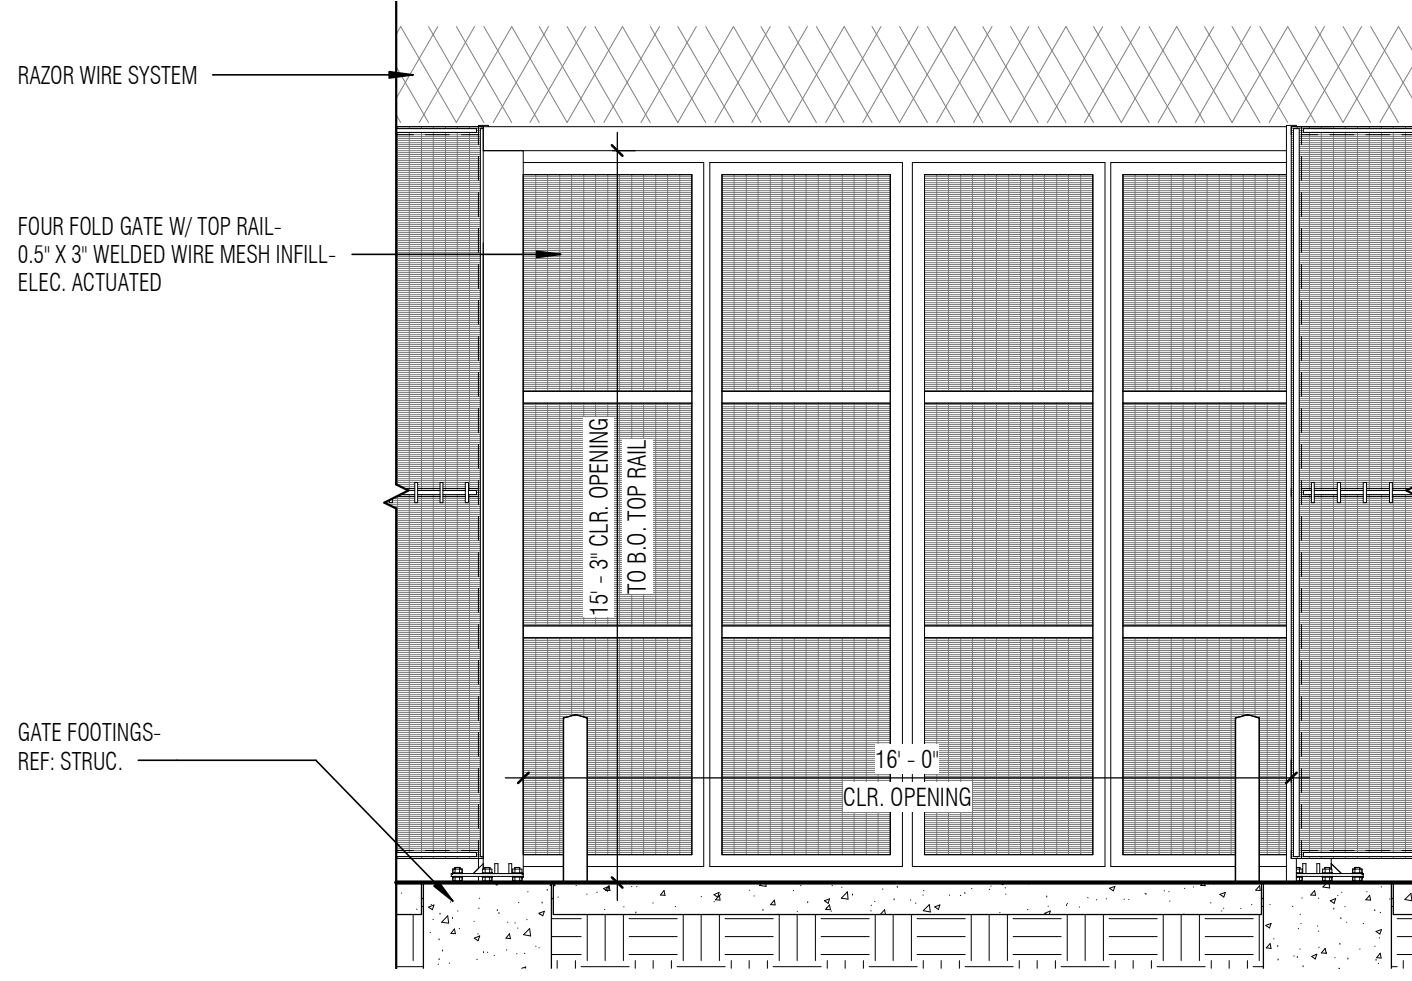 RAZOR WIRE SYSTEM
FOUR FOLD GATE W/ TOP RAIL-
0.5" X 3" WELDED WIRE MESH INFILL-
ELEC. ACTUATED
15' - 3" CLR. OPENING
TO B.O. TOP RAIL
GATE FOOTINGS-
REF: STRUC.
16' - 0"
CLR. OPENING